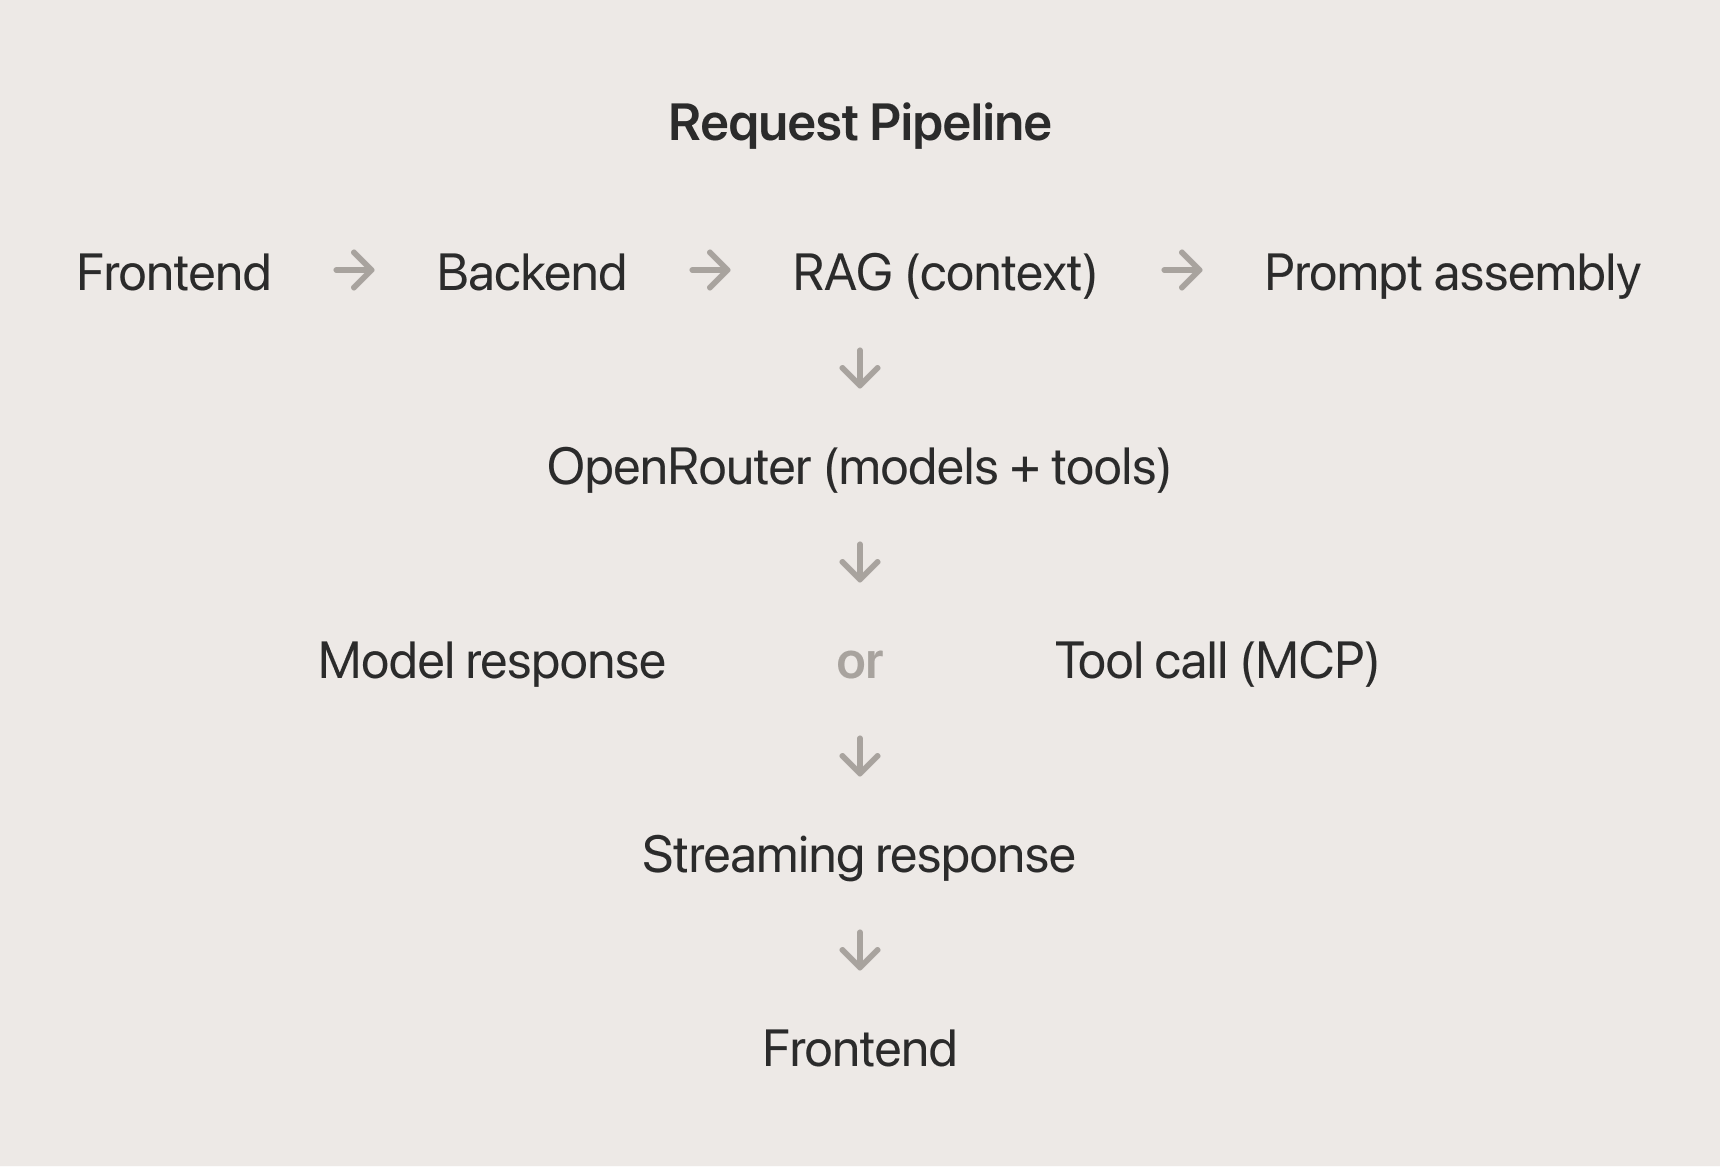 Request Pipeline
Frontend → Backend → RAG (context) → Prompt assembly
↓
OpenRouter (models + tools)
↓
Model response or Tool call (MCP)
↓
Streaming response
↓
Frontend